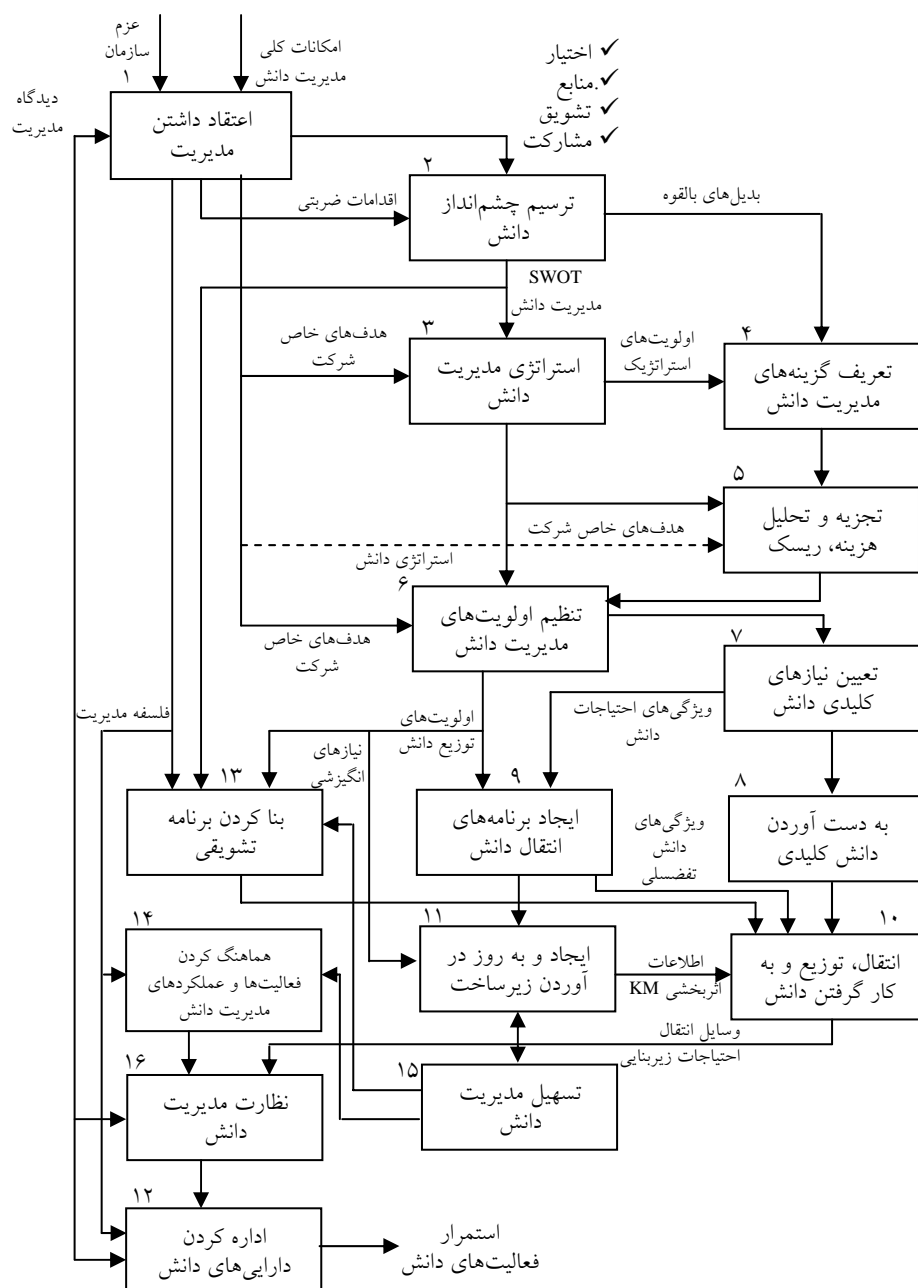 عزم
سازمان
امکانات کلی
مدیریت دانش
✓ اختیار
✓ منابع.
✓ تشویق
✓ مشارکت
دیدگاه
مدیریت
۱
اعتقاد داشتن
مدیریت
۲
ترسیم چشم‌انداز
دانش
اقدامات ضربتی
بدیل‌های بالقوه
SWOT
مدیریت دانش
۳
استراتژی مدیریت
دانش
هدف‌های خاص
شرکت
اولویت‌های
استراتژیک
۴
تعریف گزینه‌های
مدیریت دانش
۵
تجزیه و تحلیل
هزینه، ریسک
هدف‌های خاص شرکت
استراتژی دانش
۶
تنظیم اولویت‌های
مدیریت دانش
هدف‌های خاص
شرکت
۷
تعیین نیازهای
کلیدی دانش
ویژگی‌های احتیاجات
دانش
فلسفه مدیریت
اولویت‌های
توزیع دانش
نیازهای
انگیزشی
۸
به دست آوردن
دانش کلیدی
۹
ایجاد برنامه‌های
انتقال دانش
ویژگی‌های
دانش
تفضسلی
۱۳
بنا کردن برنامه
تشویقی
۱۰
انتقال، توزیع و به
کار گرفتن دانش
۱۱
ایجاد و به روز در
آوردن زیرساخت
اطلاعات
اثربخشی KM
۱۴
هماهنگ کردن
فعالیت‌ها و عملکردهای
مدیریت دانش
وسایل انتقال
احتیاجات زیربنایی
۱۵
تسهیل مدیریت
دانش
۱۶
نظارت مدیریت
دانش
۱۲
اداره کردن
دارایی‌های دانش
استمرار
فعالیت‌های دانش